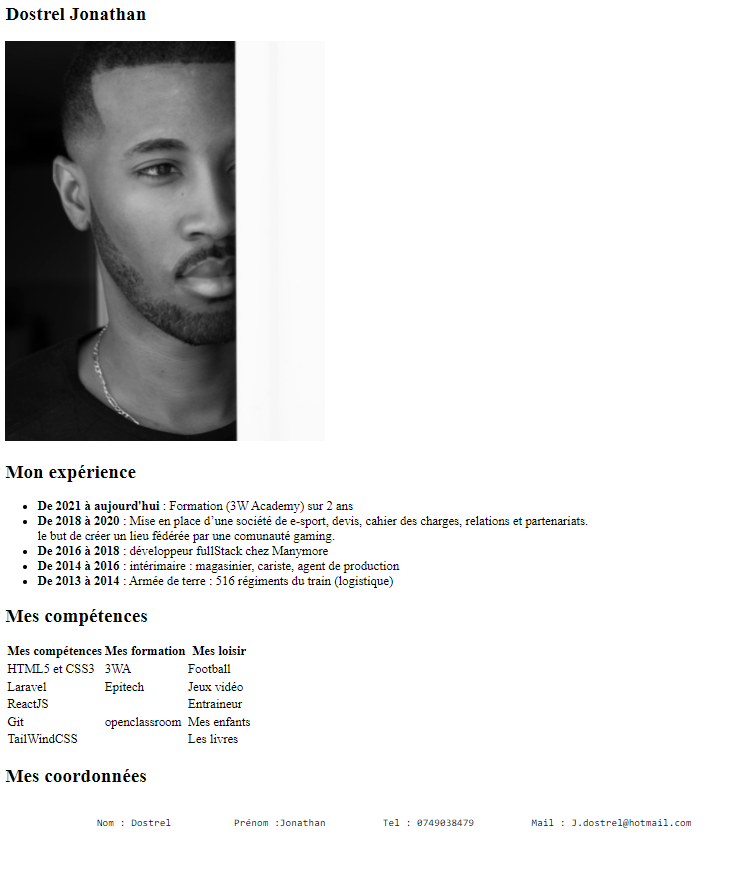 Dostrel Jonathan
Mon expérience
De 2021 à aujourd'hui : Formation (3W Academy) sur 2 ans
De 2018 à 2020 : Mise en place d’une société de e-sport, devis, cahier des charges, relations et partenariats.
le but de créer un lieu fédérée par une comunauté gaming.
De 2016 à 2018 : développeur fullStack chez Manymore
De 2014 à 2016 : intérimaire : magasinier, cariste, agent de production
De 2013 à 2014 : Armée de terre : 516 régiments du train (logistique)
Mes compétences
Mes compétences Mes formation Mes loisir
HTML5 et CSS3 3WA Football
Laravel Epitech Jeux vidéo
ReactJS Entraineur
Git openclassroom Mes enfants
TailWindCSS Les livres
Mes coordonnées
Nom : Dostrel Prénom :Jonathan Tel : 0749038479 Mail : J.dostrel@hotmail.com